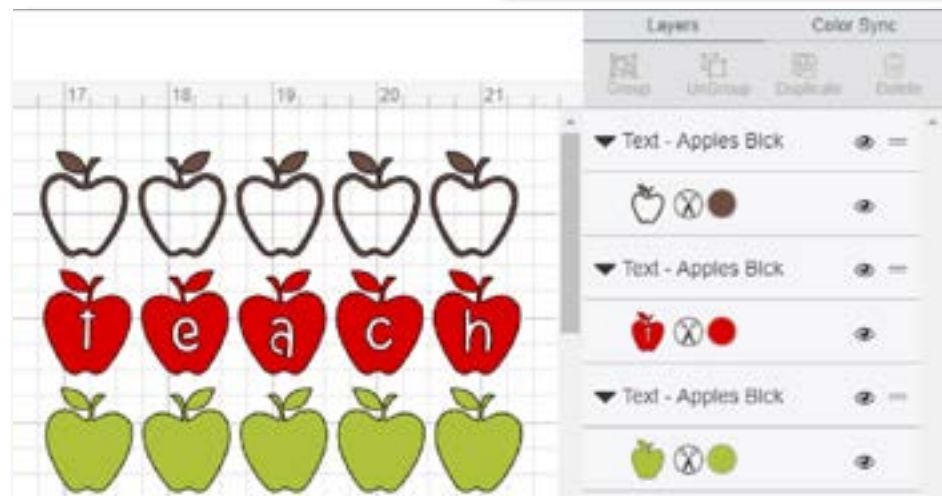 Layers Color Sync
Group UnGroup Duplicate Delete
17 18 19 20 21
Text - Apples Blck
Text - Apples Blck
t e a c h
Text - Apples Blck